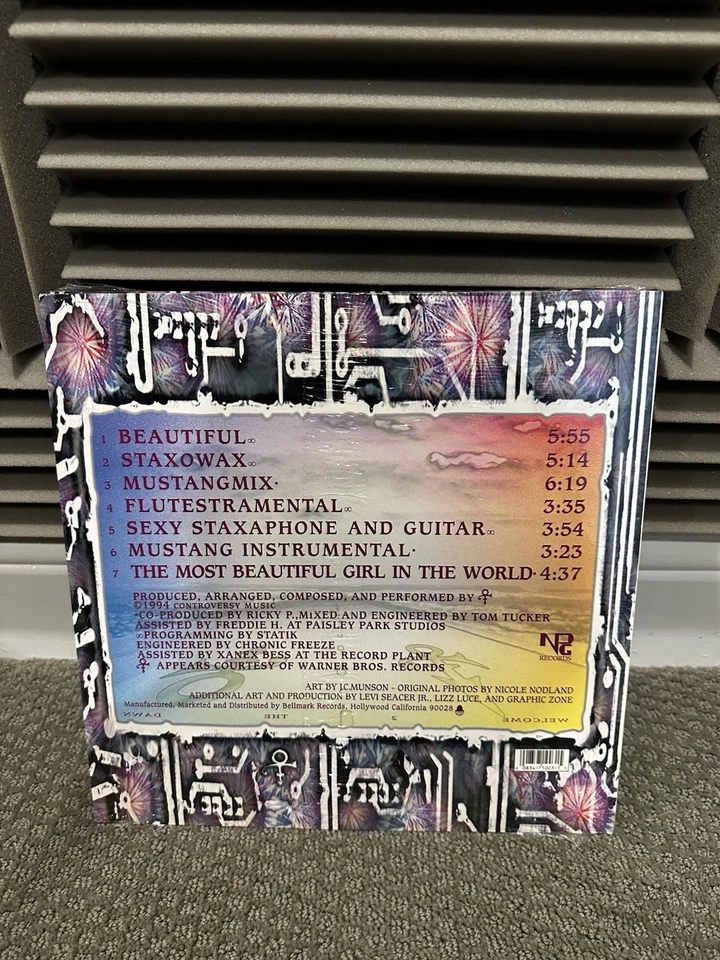 1 BEAUTIFUL∞ 5:55
2 STAXOWAX∞ 5:14
3 MUSTANGMIX• 6:19
4 FLUTESTRAMENTAL∞ 3:35
5 SEXY STAXAPHONE AND GUITAR∞ 3:54
6 MUSTANG INSTRUMENTAL• 3:23
7 THE MOST BEAUTIFUL GIRL IN THE WORLD• 4:37
PRODUCED, ARRANGED, COMPOSED, AND PERFORMED BY
©1994 CONTROVERSY MUSIC
•CO-PRODUCED BY RICKY P., MiXED AND ENGINEERED BY TOM TUCKER
ASSISTED BY FREDDIE H. AT PAISLEY PARK STUDIOS
∞PROGRAMMING BY STATIK
ENGINEERED BY CHRONIC FREEZE
ASSISTED BY XANEX BESS AT THE RECORD PLANT
APPEARS COURTESY OF WARNER BROS. RECORDS
NPG
RECORDS
ART BY J.C.MUNSON - ORIGINAL PHOTOS BY NICOLE NODLAND
ADDITIONAL ART AND PRODUCTION BY LEVI SEACER JR., LIZZ LUCE, AND GRAPHIC ZONE
Manufactured, Marketed and Distributed by Bellmark Records, Hollywood California 90028
DAWN THE 2 WELCOME